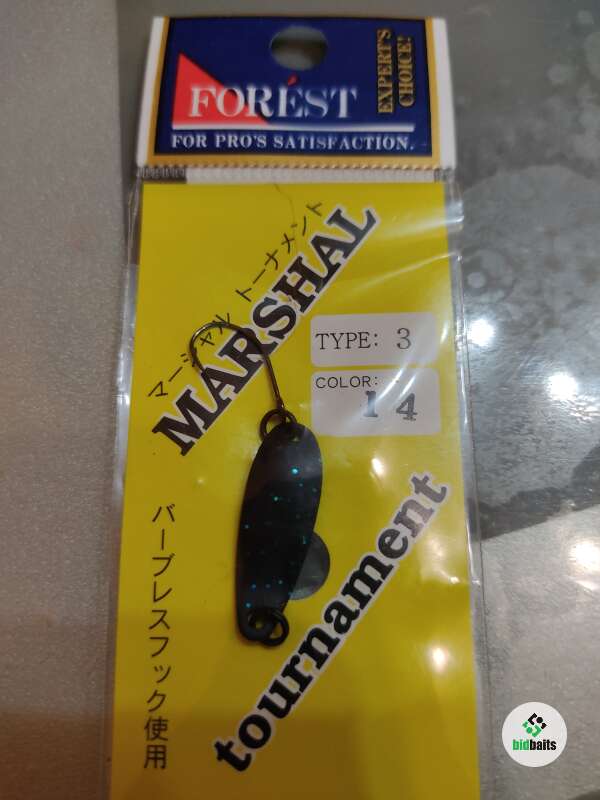 FORÉST
EXPERT'S
CHOICE!
FOR PRO'S SATISFACTION.
マーシャル トーナメント
MARSHAL
TYPE: 3
COLOR:
14
tournament
バーブレスフック使用
bidbaits